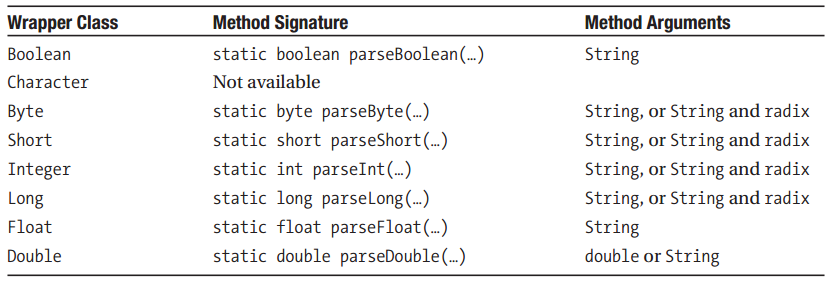 Wrapper Class Method Signature Method Arguments
Boolean static boolean parseBoolean(…) String
Character Not available
Byte static byte parseByte(…) String, or String and radix
Short static short parseShort(…) String, or String and radix
Integer static int parseInt(…) String, or String and radix
Long static long parseLong(…) String, or String and radix
Float static float parseFloat(…) String
Double static double parseDouble(…) double or String